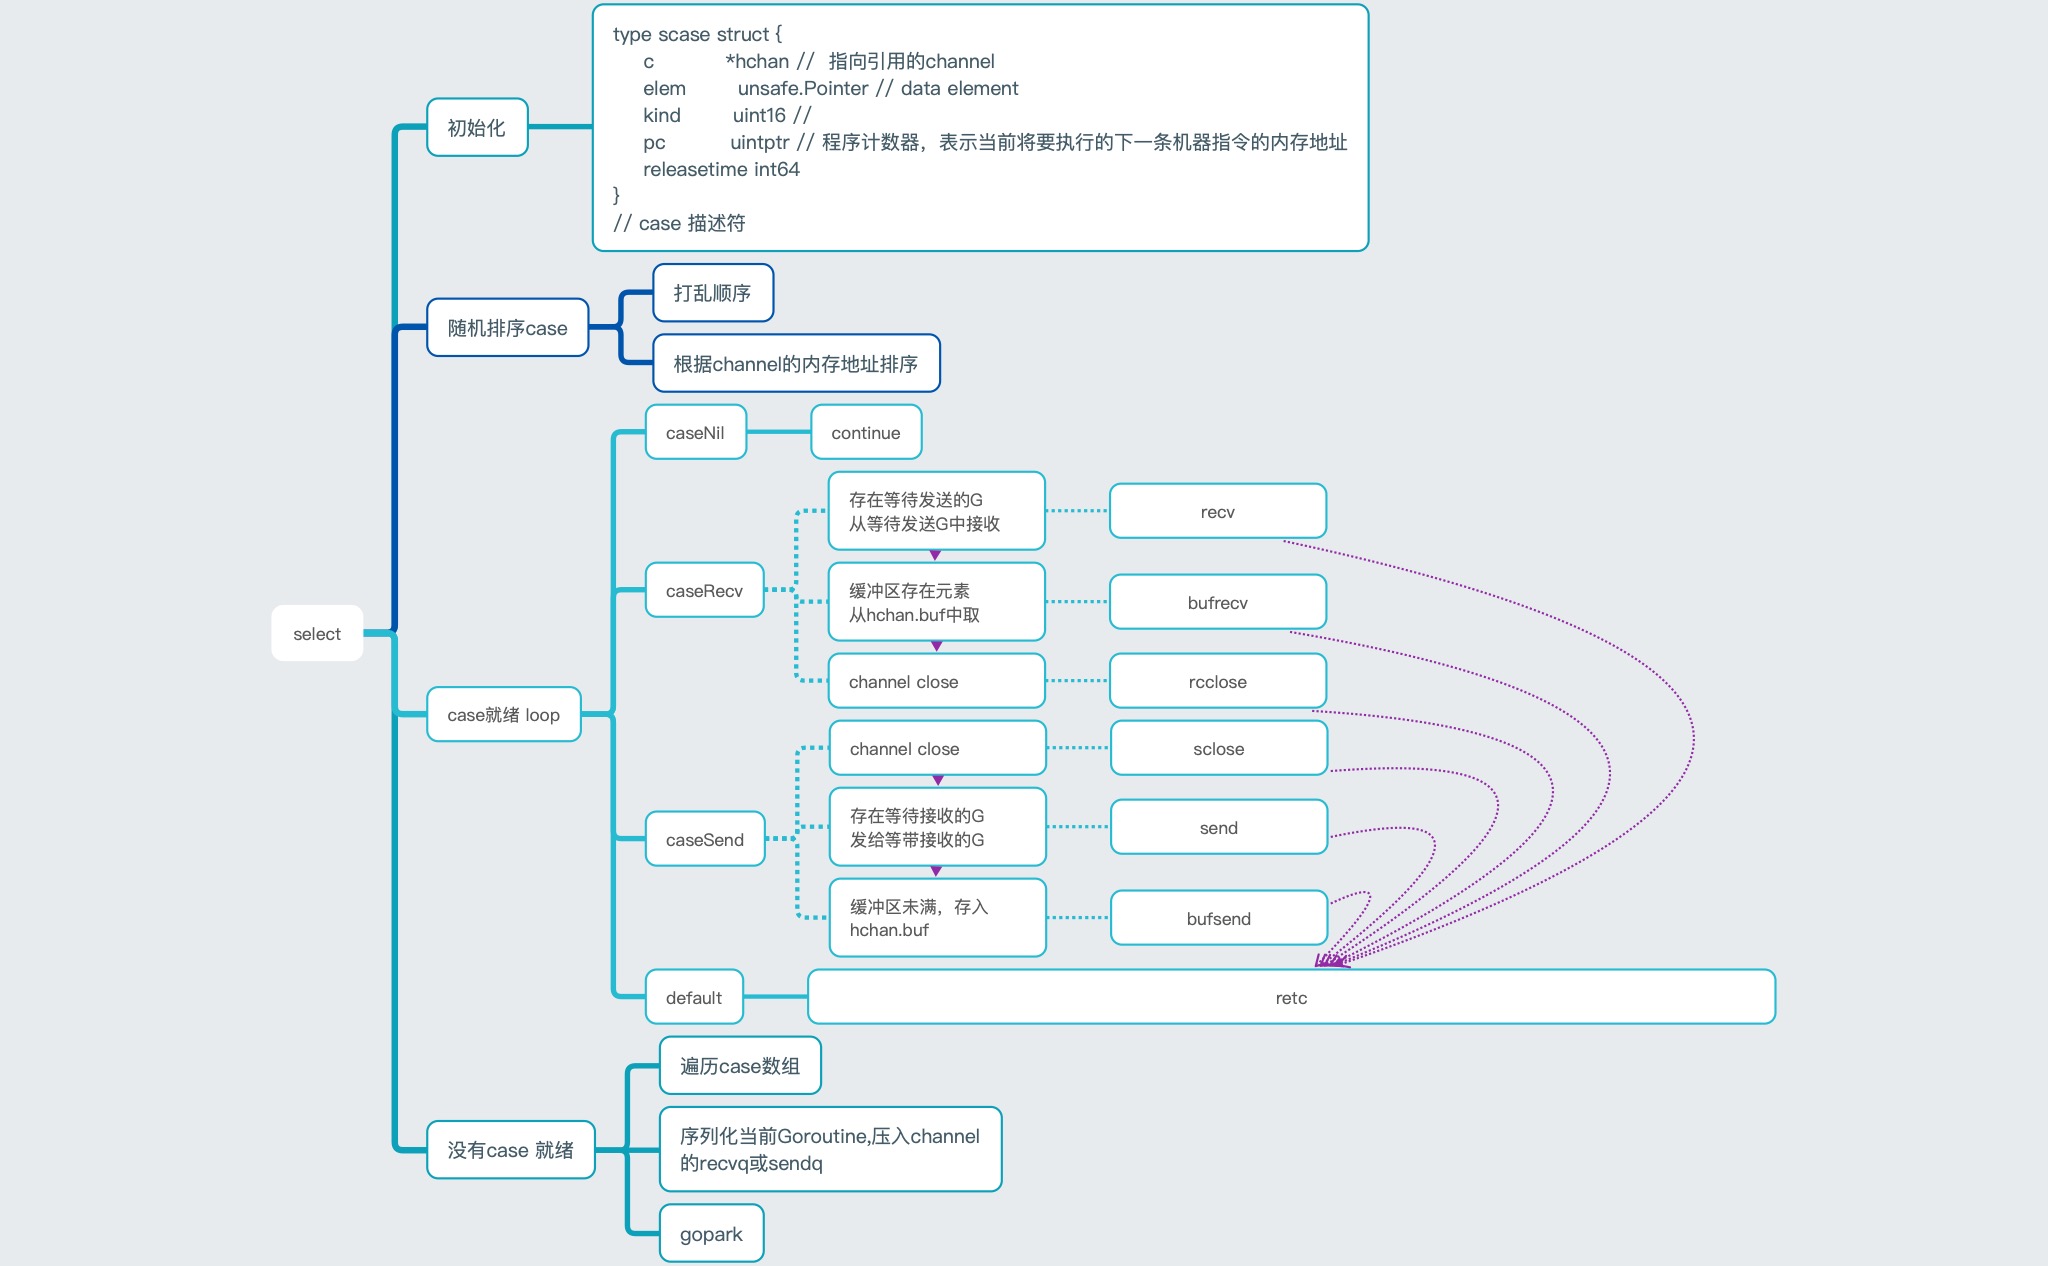 type scase struct {
c *hchan // 指向引用的channel
elem unsafe.Pointer // data element
kind uint16 //
pc uintptr // 程序计数器，表示当前将要执行的下一条机器指令的内存地址
releasetime int64
}
// case 描述符
初始化
打乱顺序
随机排序case
根据channel的内存地址排序
caseNil
continue
存在等待发送的G
从等待发送G中接收
recv
caseRecv
缓冲区存在元素
从hchan.buf中取
bufrecv
channel close
rcclose
select
case就绪 loop
channel close
sclose
存在等待接收的G
发给等带接收的G
send
caseSend
缓冲区未满，存入
hchan.buf
bufsend
default
retc
遍历case数组
没有case 就绪
序列化当前Goroutine,压入channel
的recvq或sendq
gopark